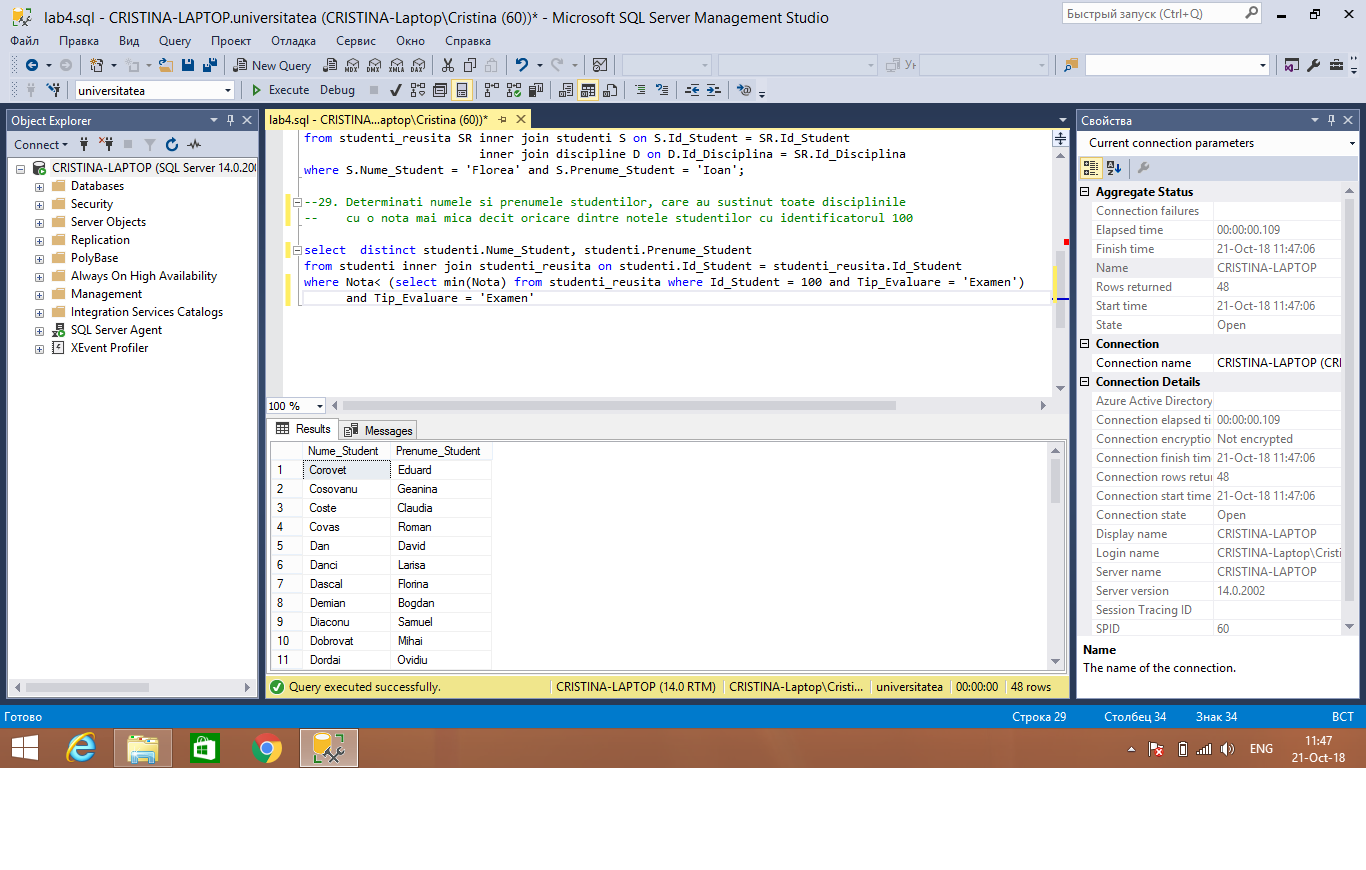 lab4.sql - CRISTINA-LAPTOP.universitatea (CRISTINA-Laptop\Cristina (60))* - Microsoft SQL Server Management Studio
Быстрый запуск (Ctrl+Q)
Файл Правка Вид Query Проект Отладка Сервис Окно Справка
New Query MDX DMX XMLA DAX
universitatea Execute Debug
Object Explorer
Connect
CRISTINA-LAPTOP (SQL Server 14.0.200
Databases
Security
Server Objects
Replication
PolyBase
Always On High Availability
Management
Integration Services Catalogs
SQL Server Agent
XEvent Profiler
lab4.sql - CRISTINA...aptop\Cristina (60))*
from studenti_reusita SR inner join studenti S on S.Id_Student = SR.Id_Student
inner join discipline D on D.Id_Disciplina = SR.Id_Disciplina
where S.Nume_Student = 'Florea' and S.Prenume_Student = 'Ioan';
--29. Determinati numele si prenumele studentilor, care au sustinut toate disciplinile
-- cu o nota mai mica decit oricare dintre notele studentilor cu identificatorul 100
select distinct studenti.Nume_Student, studenti.Prenume_Student
from studenti inner join studenti_reusita on studenti.Id_Student = studenti_reusita.Id_Student
where Nota< (select min(Nota) from studenti_reusita where Id_Student = 100 and Tip_Evaluare = 'Examen')
and Tip_Evaluare = 'Examen'
100 %
Results Messages
Nume_Student Prenume_Student
1 Corovet Eduard
2 Cosovanu Geanina
3 Coste Claudia
4 Covas Roman
5 Dan David
6 Danci Larisa
7 Dascal Florina
8 Demian Bogdan
9 Diaconu Samuel
10 Dobrovat Mihai
11 Dordai Ovidiu
Query executed successfully. CRISTINA-LAPTOP (14.0 RTM) CRISTINA-Laptop\Cristi... universitatea 00:00:00 48 rows
Свойства
Current connection parameters
Aggregate Status
Connection failures
Elapsed time 00:00:00.109
Finish time 21-Oct-18 11:47:06
Name CRISTINA-LAPTOP
Rows returned 48
Start time 21-Oct-18 11:47:06
State Open
Connection
Connection name CRISTINA-LAPTOP (CRI
Connection Details
Azure Active Directory
Connection elapsed ti 00:00:00.109
Connection encryptio Not encrypted
Connection finish tim 21-Oct-18 11:47:06
Connection rows retur 48
Connection start time 21-Oct-18 11:47:06
Connection state Open
Display name CRISTINA-LAPTOP
Login name CRISTINA-Laptop\Cristi
Server name CRISTINA-LAPTOP
Server version 14.0.2002
Session Tracing ID
SPID 60
Name
The name of the connection.
Готово Строка 29 Столбец 34 Знак 34 ВСТ
ENG
11:47
21-Oct-18